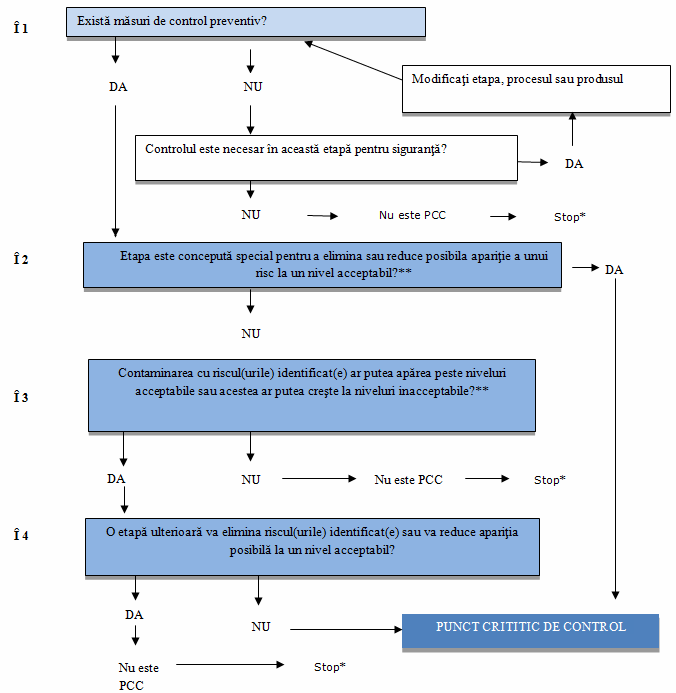 Î 1
Există măsuri de control preventiv?
DA
NU
Modificaţi etapa, procesul sau produsul
Controlul este necesar în această etapă pentru siguranţă?
DA
NU
Nu este PCC
Stop*
Î 2
Etapa este concepută special pentru a elimina sau reduce posibila apariţie a unui
risc la un nivel acceptabil?**
DA
NU
Î 3
Contaminarea cu riscul(urile) identificat(e) ar putea apărea peste niveluri
acceptabile sau acestea ar putea creşte la niveluri inacceptabile?**
DA
NU
Nu este PCC
Stop*
Î 4
O etapă ulterioară va elimina riscul(urile) identificat(e) sau va reduce apariţia
posibilă la un nivel acceptabil?
DA
NU
PUNCT CRITITIC DE CONTROL
Nu este
PCC
Stop*